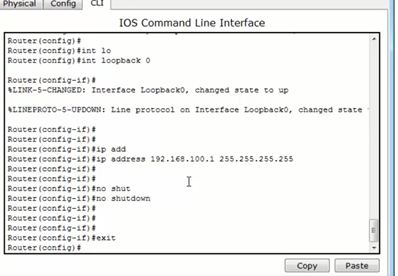 Physical Config CLI
IOS Command Line Interface
Router(config)#
Router(config)#int lo
Router(config)#int loopback 0
Router(config-if)#
%LINK-5-CHANGED: Interface Loopback0, changed state to up
%LINEPROTO-5-UPDOWN: Line protocol on Interface Loopback0, changed state
Router(config-if)#
Router(config-if)#
Router(config-if)#ip add
Router(config-if)#ip address 192.168.100.1 255.255.255.255
Router(config-if)#
Router(config-if)#
Router(config-if)#no shut
Router(config-if)#no shutdown
Router(config-if)#
Router(config-if)#
Router(config-if)#exit
Router(config)#
Copy Paste